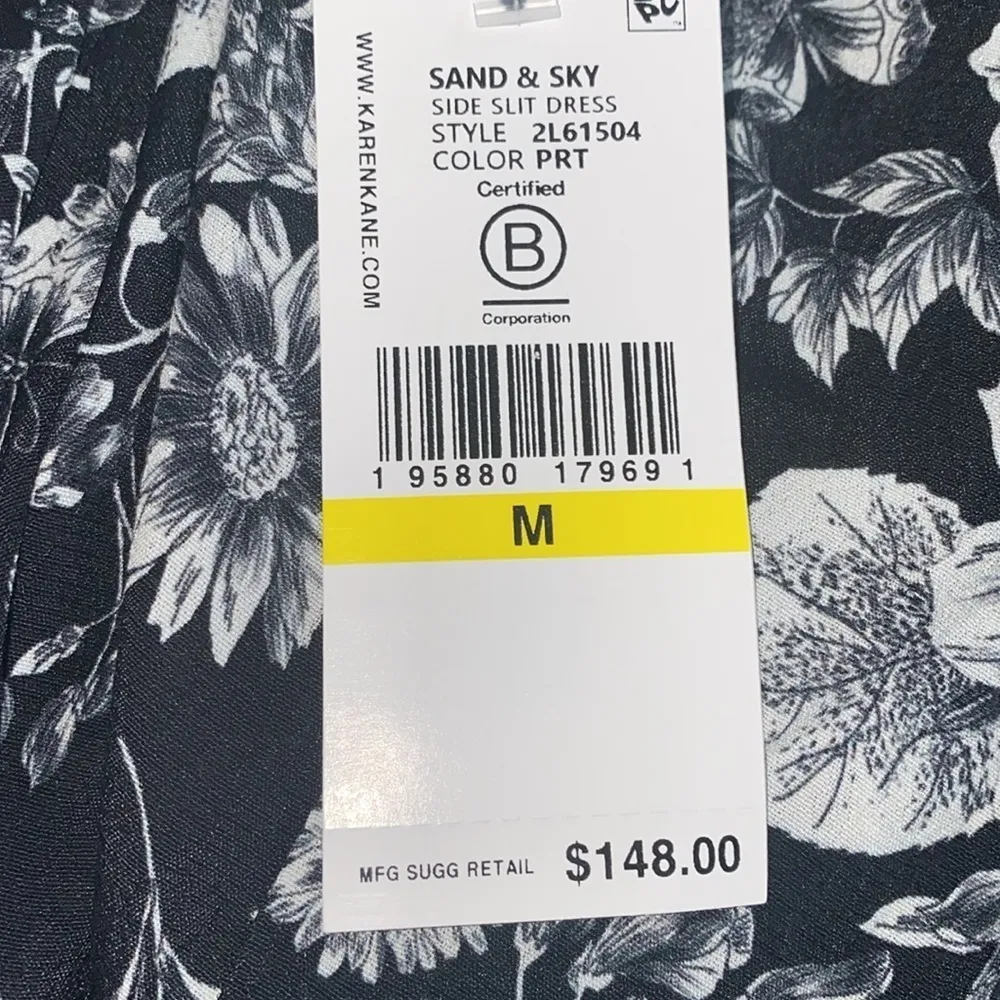 WWW.KARENKANE.COM
SAND & SKY
SIDE SLIT DRESS
STYLE 2L61504
COLOR PRT
Certified
B
Corporation
1 95880 17969 1
M
MFG SUGG RETAIL $148.00